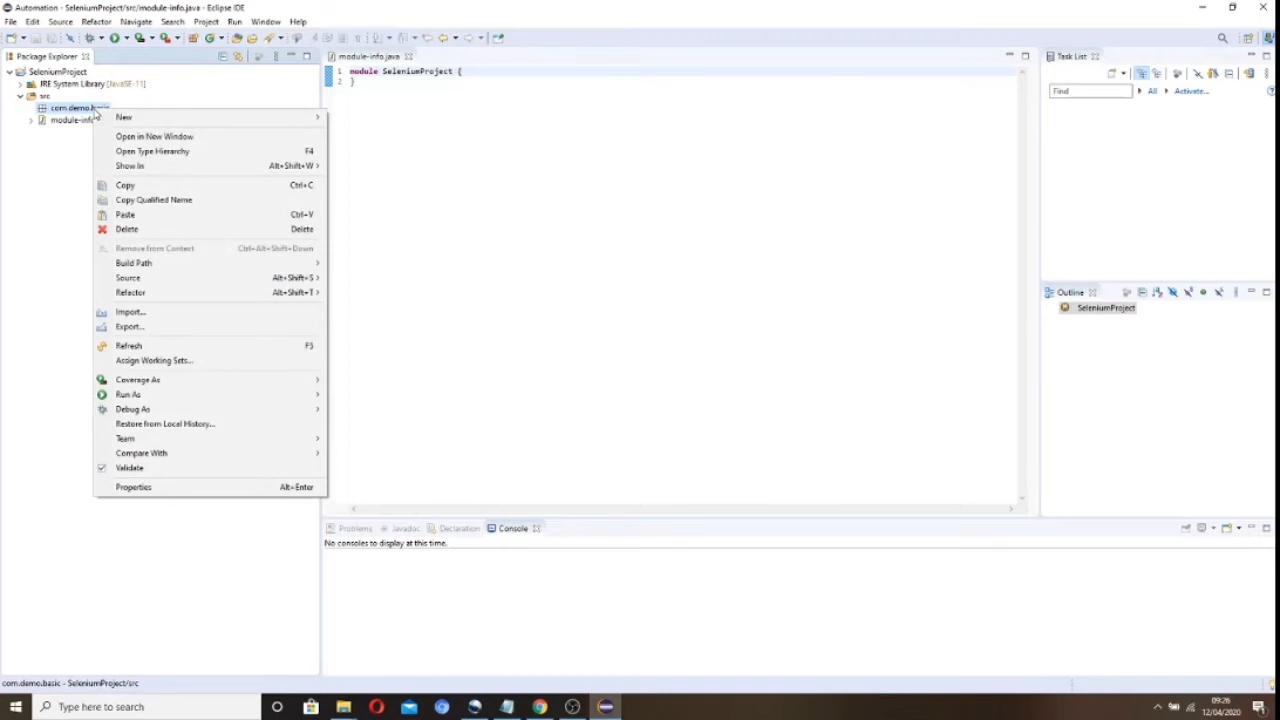 Automation - SeleniumProject/src/module-info.java - Eclipse IDE
File Edit Source Refactor Navigate Search Project Run Window Help
Package Explorer
module-info.java
Task List
SeleniumProject
1 module SeleniumProject {
JRE System Library [JavaSE-11]
2 }
src
Find All Activate...
com.demo.basic
module-info
New
Open in New Window
Open Type Hierarchy F4
Show In Alt+Shift+W
Copy Ctrl+C
Copy Qualified Name
Paste Ctrl+V
Delete Delete
Remove from Context Ctrl+Alt+Shift+Down
Build Path
Source Alt+Shift+S
Refactor Alt+Shift+T
Import...
Export...
Refresh F5
Assign Working Sets...
Coverage As
Run As
Debug As
Restore from Local History...
Team
Compare With
Validate
Properties Alt+Enter
Outline
SeleniumProject
Problems Javadoc Declaration Console
No consoles to display at this time.
com.demo.basic - SeleniumProject/src
Type here to search
09:26
12/04/2020